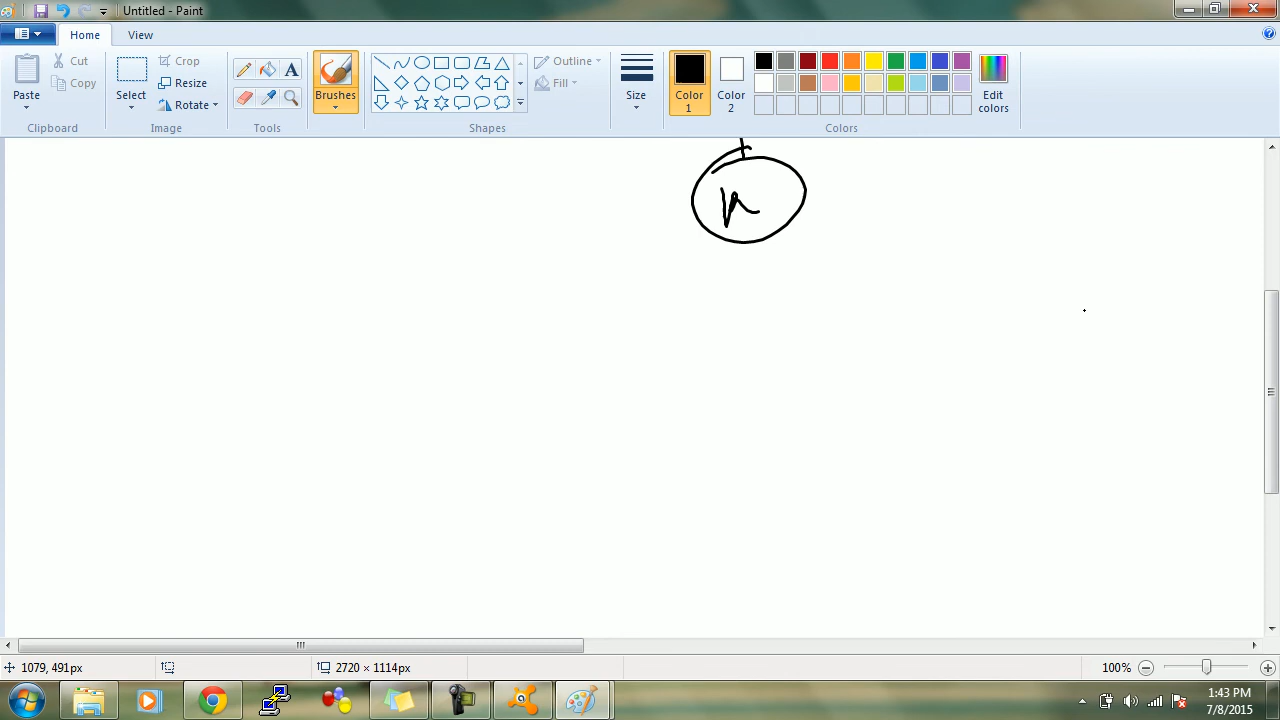 Untitled - Paint
Home View
Paste
Cut
Copy
Clipboard
Select
Crop
Resize
Rotate
Image
A
Tools
Brushes
Outline
Fill
Shapes
Size
Color 1
Color 2
Edit colors
Colors
1079, 491px
2720 × 1114px
100%
1:43 PM
7/8/2015